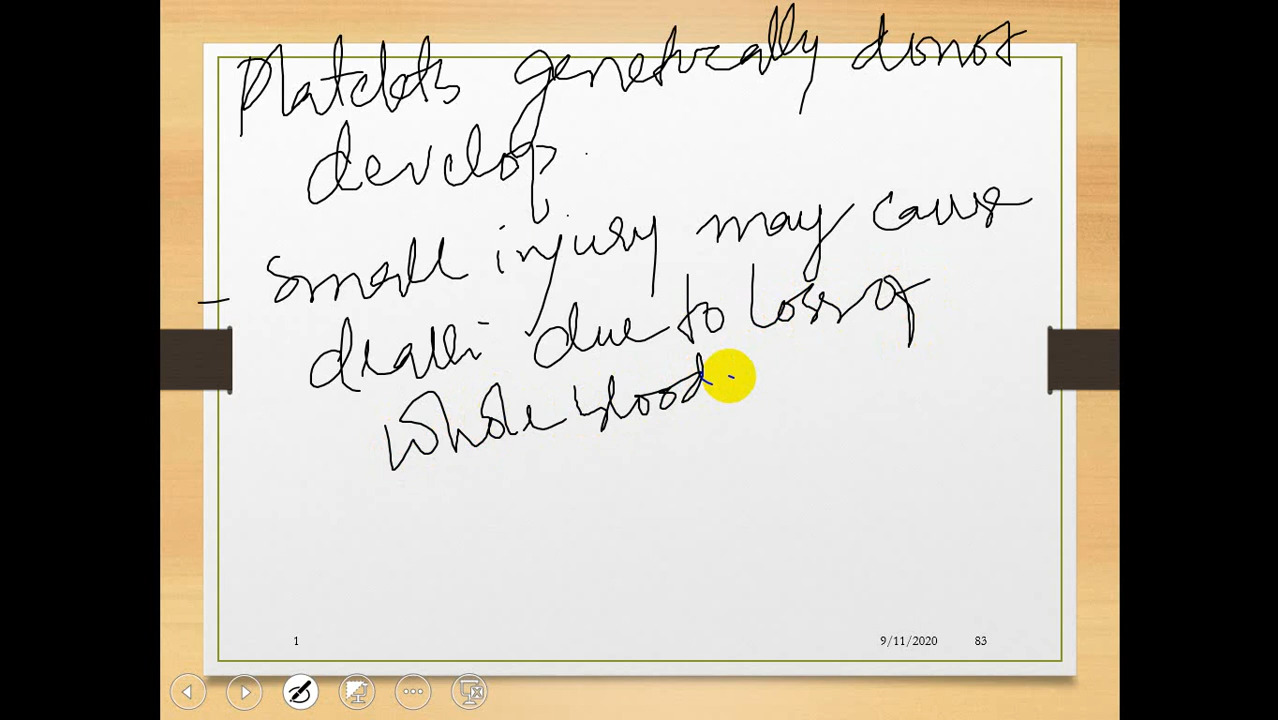 Platelets genetically donot
develop.
- Small injury may cause
death due to loss of
whole blood.
1 9/11/2020 83